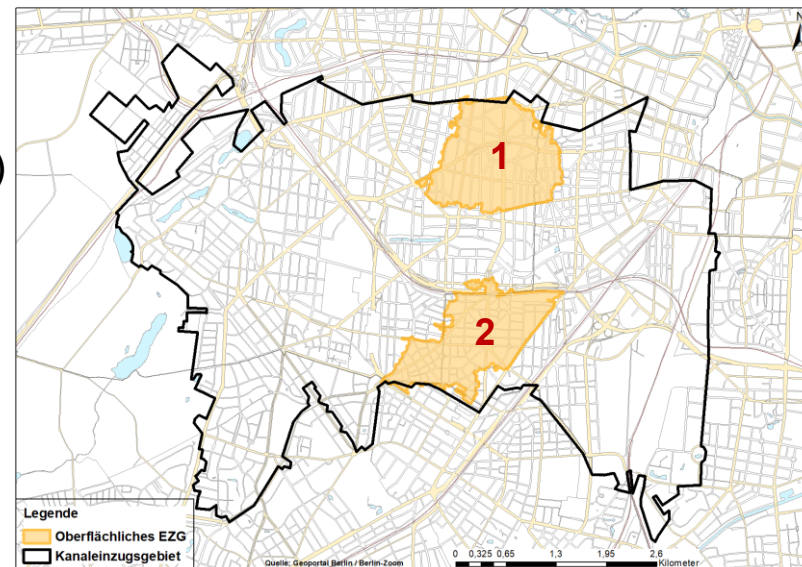 N
)
1
2
Legende
Oberflächliches EZG
Kanaleinzugsgebiet
Quelle: Geoportal Berlin / Berlin-Zoom
0 0,325 0,65 1,3 1,95 2,6
Kilometer